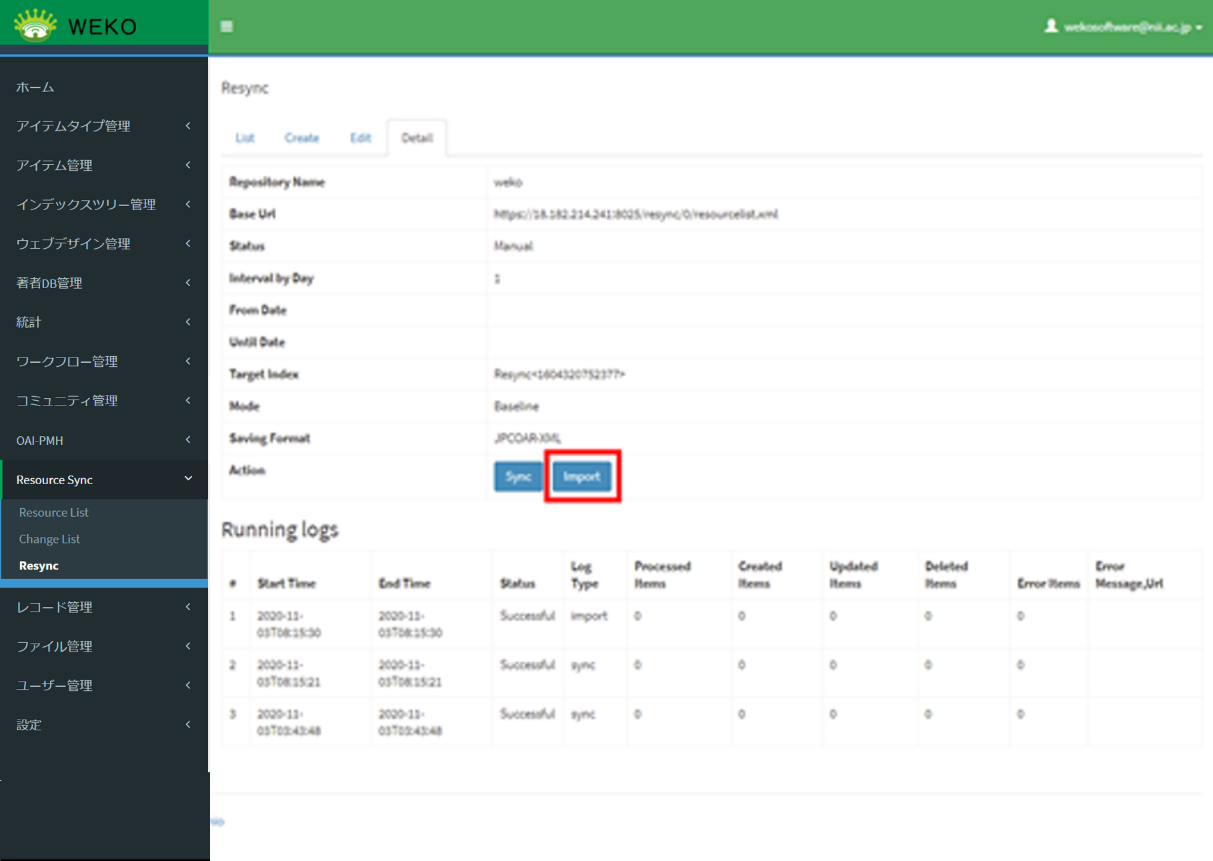 WEKO
wekosoftware@nii.ac.jp
ホーム
アイテムタイプ管理
アイテム管理
インデックスツリー管理
ウェブデザイン管理
著者DB管理
統計
ワークフロー管理
コミュニティ管理
OAI-PMH
Resource Sync
Resource List
Change List
Resync
レコード管理
ファイル管理
ユーザー管理
設定
Resync
List Create Edit Detail
Repository Name weko
Base Url https://18.182.214.241:8025/resync/0/resourcelist.xml
Status Manual
Interval by Day 1
From Date
Until Date
Target Index Resync<1604320752377>
Mode Baseline
Saving Format JPCOAR-XML
Action Sync Import
Running logs
# Start Time End Time Status Log Type Processed Items Created Items Updated Items Deleted Items Error Items Error Message,Url
1 2020-11-03T08:15:30 2020-11-03T08:15:30 Successful import 0 0 0 0 0
2 2020-11-03T08:15:21 2020-11-03T08:15:21 Successful sync 0 0 0 0 0
3 2020-11- 2020-11- Successful sync 0 0 0 0 0